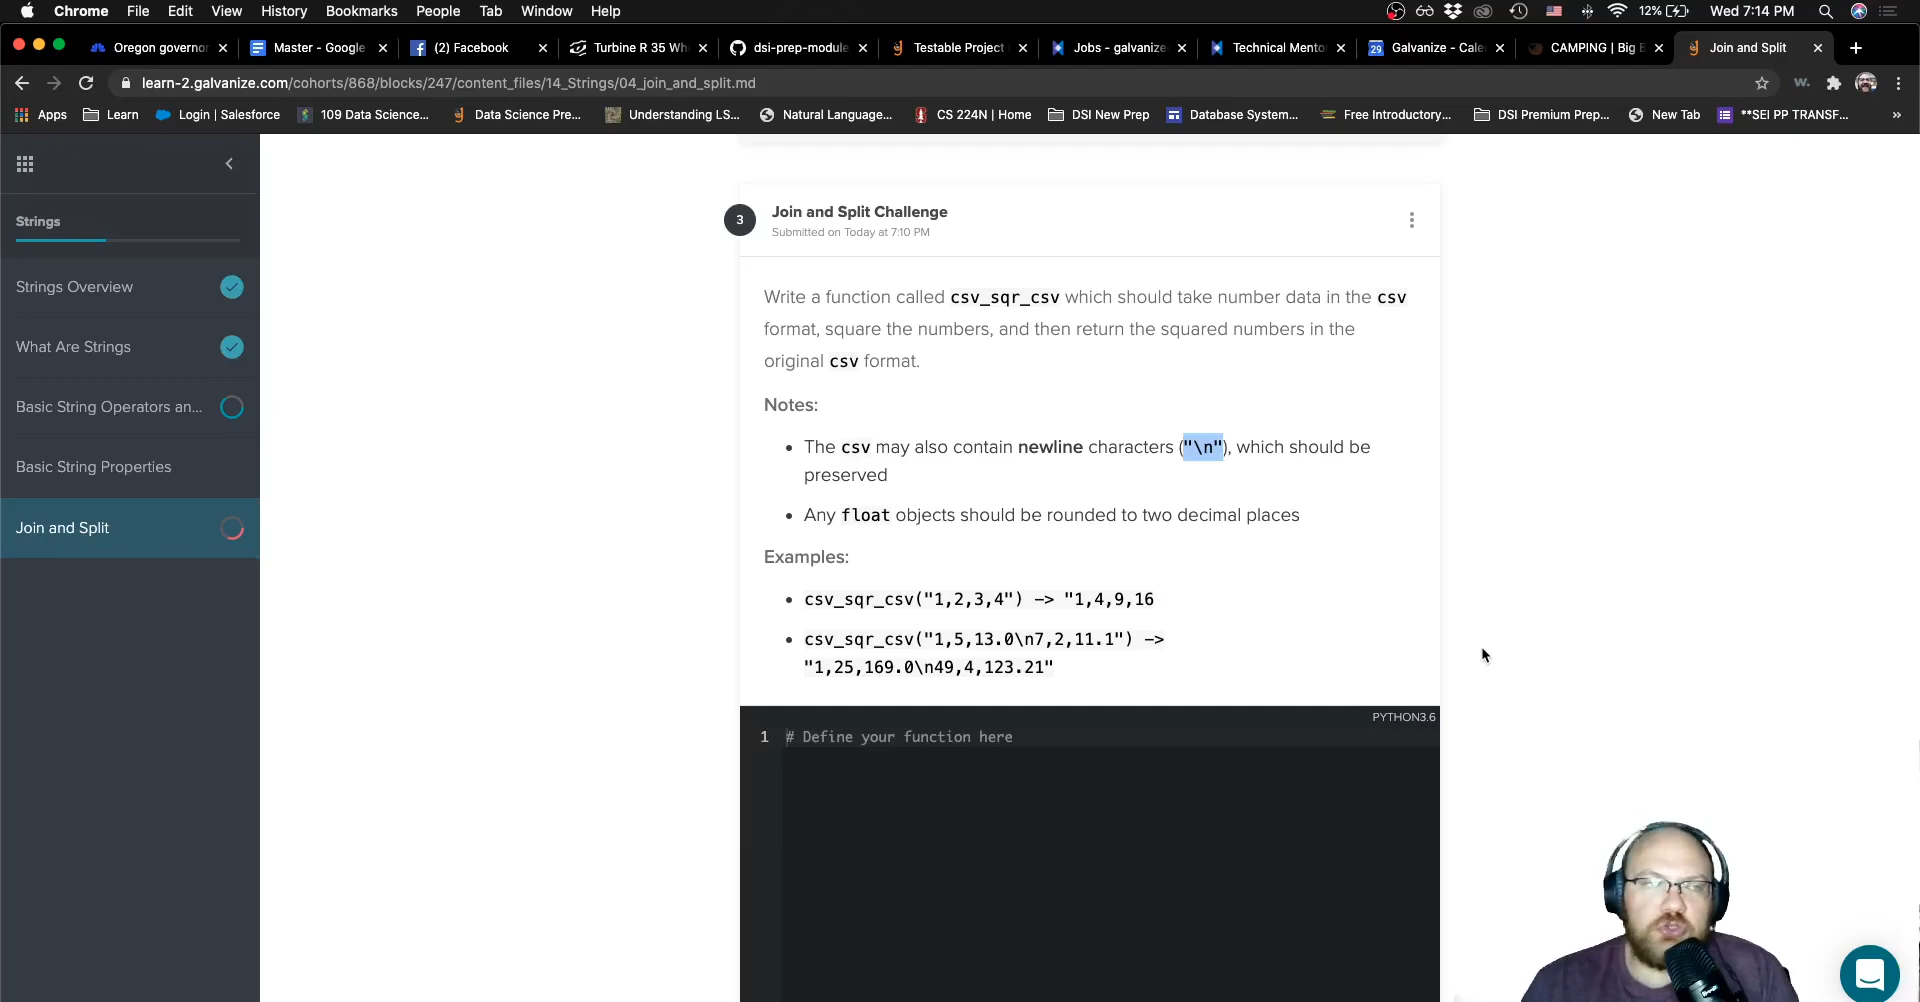 Chrome File Edit View History Bookmarks People Tab Window Help 12% Wed 7:14 PM
Oregon governor Master - Google (2) Facebook Turbine R 35 Wh dsi-prep-module Testable Project Jobs - galvanize Technical Mento Galvanize - Cale CAMPING | Big B Join and Split
learn-2.galvanize.com/cohorts/868/blocks/247/content_files/14_Strings/04_join_and_split.md
Apps Learn Login | Salesforce 109 Data Science... Data Science Pre... Understanding LS... Natural Language... CS 224N | Home DSI New Prep Database System... Free Introductory... DSI Premium Prep... New Tab **SEI PP TRANSF... »
Strings
Strings Overview
What Are Strings
Basic String Operators an...
Basic String Properties
Join and Split
3 Join and Split Challenge
Submitted on Today at 7:10 PM
Write a function called csv_sqr_csv which should take number data in the csv
format, square the numbers, and then return the squared numbers in the
original csv format.
Notes:
• The csv may also contain newline characters ("\n"), which should be
preserved
• Any float objects should be rounded to two decimal places
Examples:
• csv_sqr_csv("1,2,3,4") -> "1,4,9,16
• csv_sqr_csv("1,5,13.0\n7,2,11.1") ->
"1,25,169.0\n49,4,123.21"
PYTHON3.6
1 # Define your function here